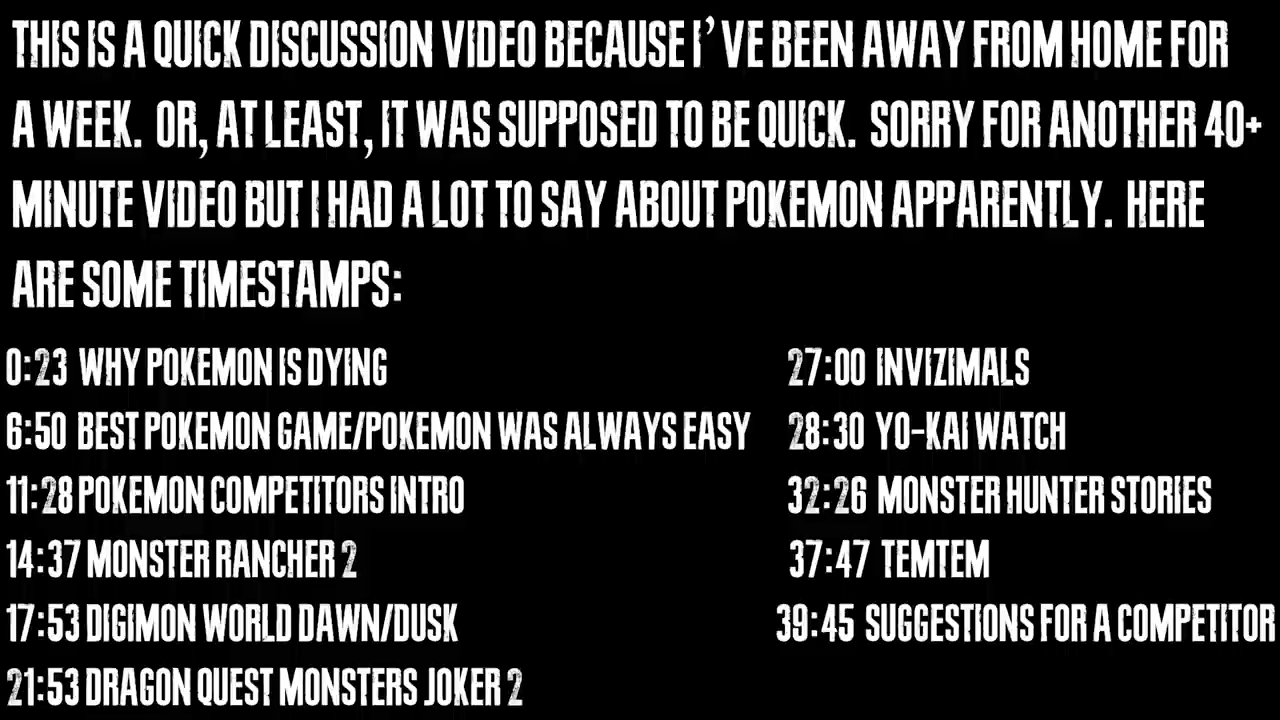 THIS IS A QUICK DISCUSSION VIDEO BECAUSE I'VE BEEN AWAY FROM HOME FOR
A WEEK. OR, AT LEAST, IT WAS SUPPOSED TO BE QUICK. SORRY FOR ANOTHER 40+
MINUTE VIDEO BUT I HAD A LOT TO SAY ABOUT POKEMON APPARENTLY. HERE
ARE SOME TIMESTAMPS:
0:23 WHY POKEMON IS DYING
6:50 BEST POKEMON GAME/POKEMON WAS ALWAYS EASY
11:28 POKEMON COMPETITORS INTRO
14:37 MONSTER RANCHER 2
17:53 DIGIMON WORLD DAWN/DUSK
21:53 DRAGON QUEST MONSTERS JOKER 2
27:00 INVIZIMALS
28:30 YO-KAI WATCH
32:26 MONSTER HUNTER STORIES
37:47 TEMTEM
39:45 SUGGESTIONS FOR A COMPETITOR